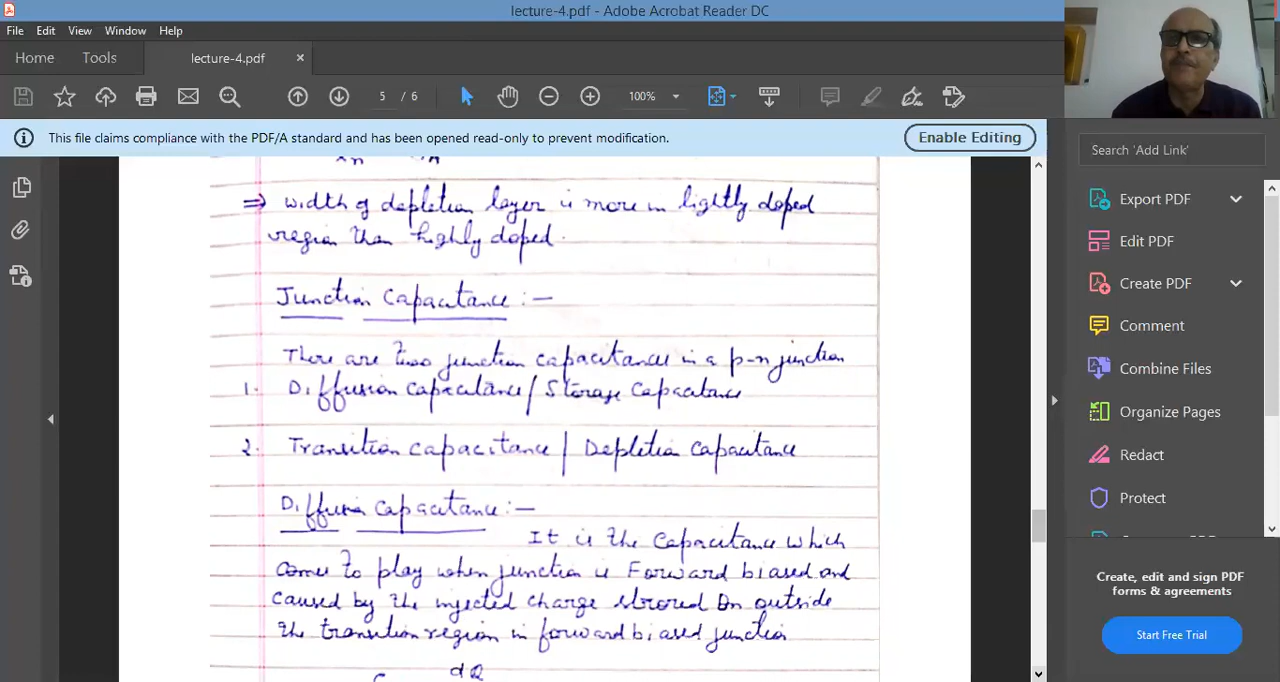 lecture-4.pdf - Adobe Acrobat Reader DC
File Edit View Window Help
Home Tools lecture-4.pdf ×
5 / 6 100%
This file claims compliance with the PDF/A standard and has been opened read-only to prevent modification. Enable Editing
⇒ width of depletion layer is more in lightly doped
region than highly doped.
Junction Capacitance :-
There are two junction capacitances in a p-n junction
1. Diffusion capacitance / Storage Capacitance
2. Transition capacitance / Depletion Capacitance
Diffusion Capacitance :-
It is the Capacitance which
comes to play when junction is Forward biased and
caused by the injected charge strored on outside
the transition region in forward biased junction
dQ
Search 'Add Link'
Export PDF
Edit PDF
Create PDF
Comment
Combine Files
Organize Pages
Redact
Protect
Create, edit and sign PDF
forms & agreements
Start Free Trial